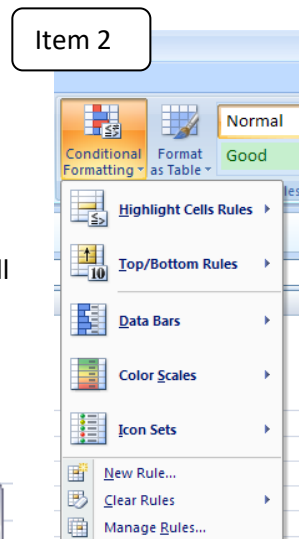 Item 2
Normal
Conditional Formatting
Format as Table
Good
Highlight Cells Rules
10
Top/Bottom Rules
Data Bars
Color Scales
Icon Sets
New Rule...
Clear Rules
Manage Rules...